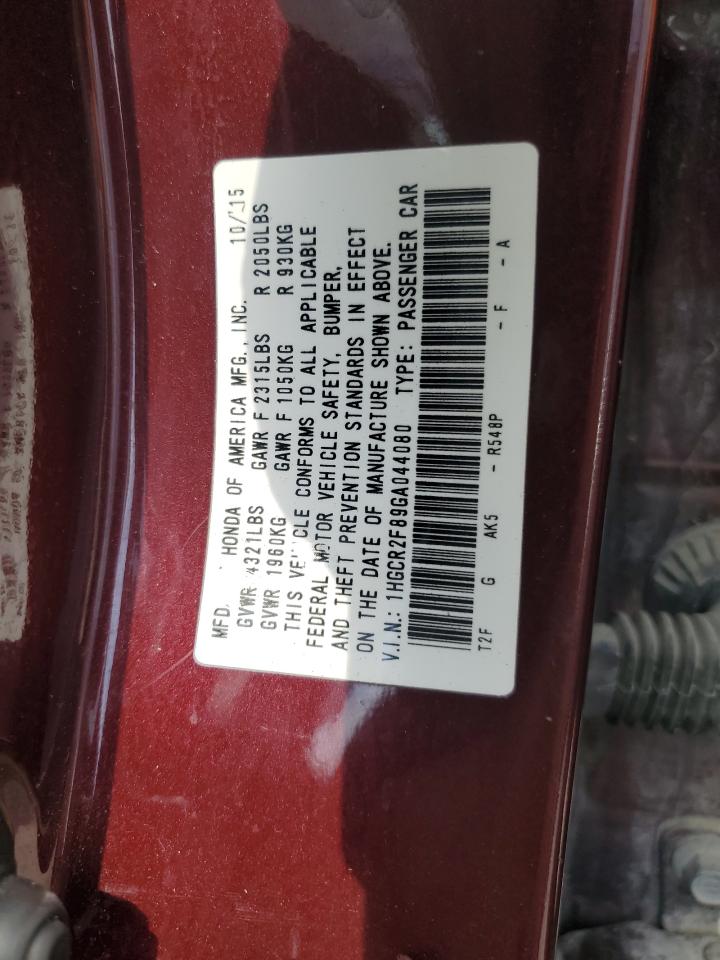 MFD. HONDA OF AMERICA MFG., INC. 10/15
GVWR 4321LBS GAWR F 2315LBS R 2050LBS
GVWR 1960KG GAWR F 1050KG R 930KG
THIS VEHICLE CONFORMS TO ALL APPLICABLE
FEDERAL MOTOR VEHICLE SAFETY, BUMPER,
AND THEFT PREVENTION STANDARDS IN EFFECT
ON THE DATE OF MANUFACTURE SHOWN ABOVE.
V.I.N.: 1HGCR2F89GA044080 TYPE: PASSENGER CAR
T2F G AK5 - R548P - F - A